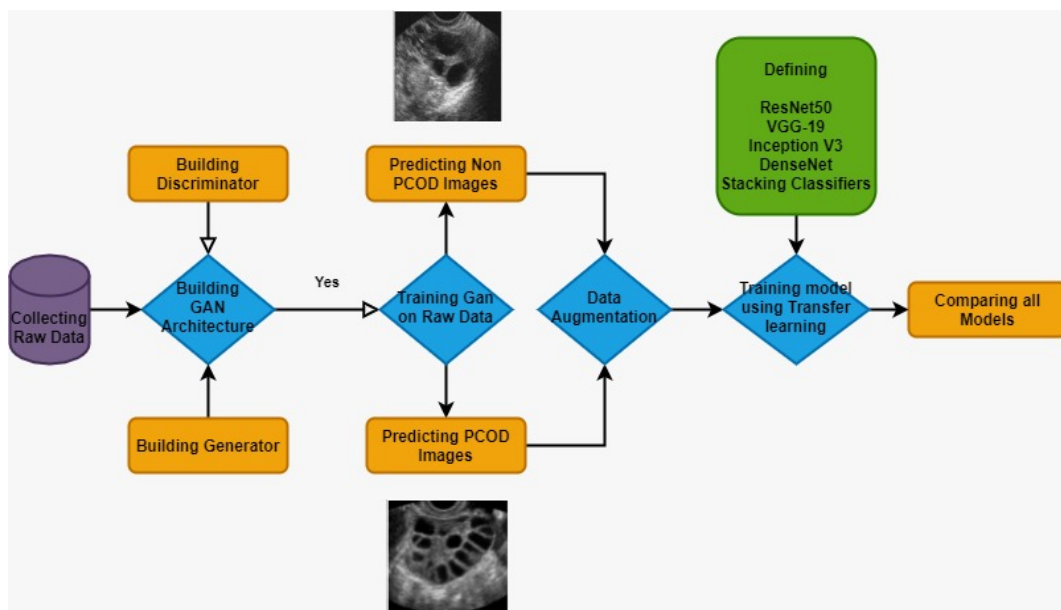 Defining
ResNet50
VGG-19
Inception V3
DenseNet
Stacking Classifiers
Building
Discriminator
Predicting Non
PCOD Images
Collecting
Raw Data
Building
GAN
Architecture
Yes
Training Gan
on Raw Data
Data
Augmentation
Training model
using Transfer
learning
Comparing all
Models
Building Generator
Predicting PCOD
Images